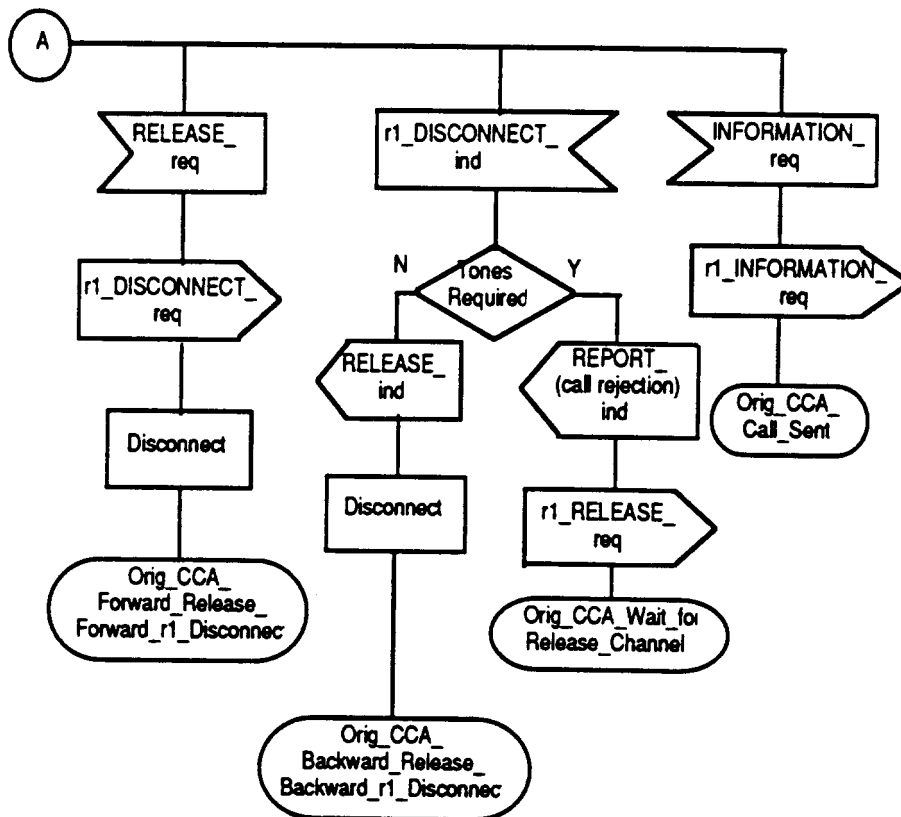 A
RELEASE_
req
r1_DISCONNECT_
ind
INFORMATION_
req
r1_DISCONNECT_
req
N
Tones
Required
Y
r1_INFORMATION_
req
RELEASE_
ind
REPORT_
(call rejection)
ind
Orig_CCA_
Call_Sent
Disconnect
Disconnect
r1_RELEASE_
req
Orig_CCA_
Forward_Release_
Forward_r1_Disconnec
Orig_CCA_Wait_for
Release_Channel
Orig_CCA_
Backward_Release_
Backward_r1_Disconnec